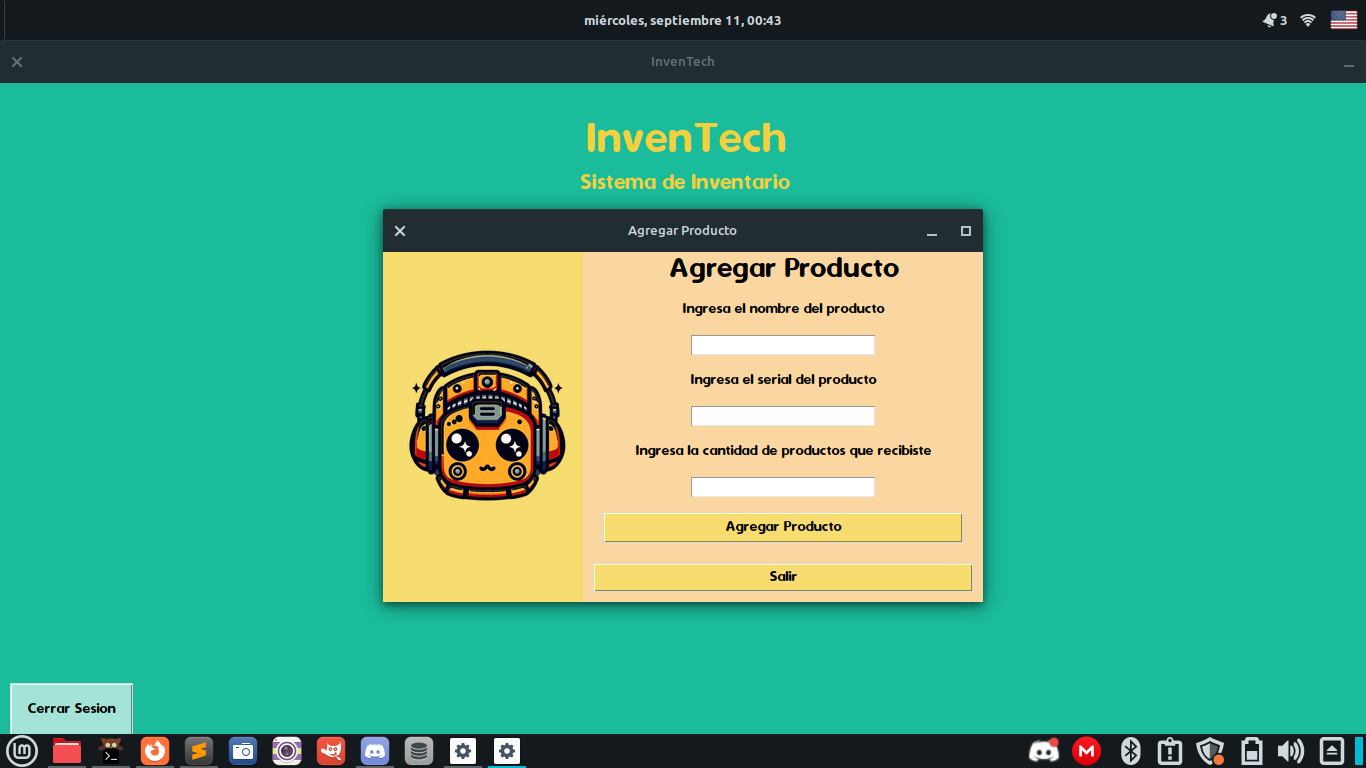 miércoles, septiembre 11, 00:43
3
InvenTech
InvenTech
Sistema de Inventario
Agregar Producto
Agregar Producto
Ingresa el nombre del producto
Ingresa el serial del producto
Ingresa la cantidad de productos que recibiste
Agregar Producto
Salir
Cerrar Sesion